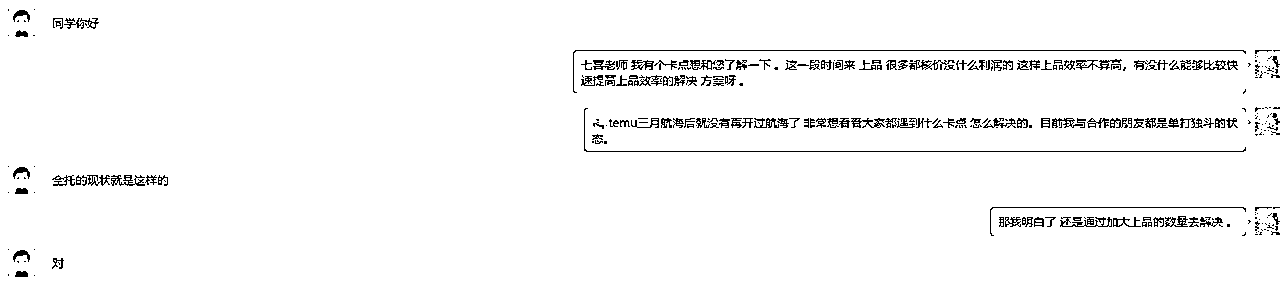 同学你好
七喜老师 我有个卡点想和您了解一下 。这一段时间来 上品 很多都核价没什么利润的 这样上品效率不算高，有没什么能够比较快
速提高上品效率的解决 方案呀 。
temu三月航海后就没有再开过航海了 非常想看看大家都遇到什么卡点 怎么解决的。目前我与合作的朋友都是单打独斗的状
态。
全托的现状就是这样的
那我明白了 还是通过加大上品的数量去解决 。
对